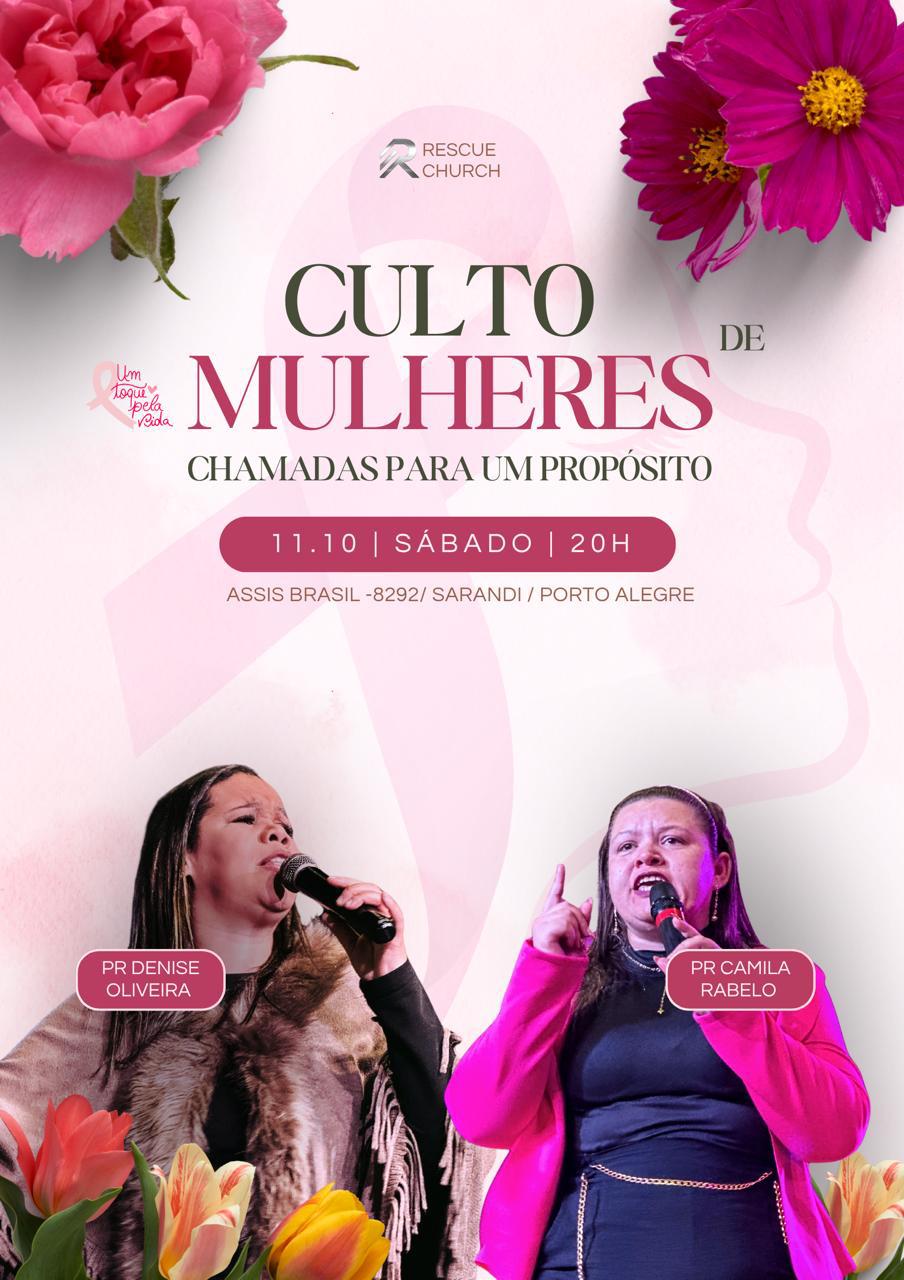 RESCUE
CHURCH
CULTO
DE
MULHERES
Um
toque
pela
Vida
CHAMADAS PARA UM PROPÓSITO
11.10 | SÁBADO | 20H
ASSIS BRASIL -8292/ SARANDI / PORTO ALEGRE
PR DENISE
OLIVEIRA
PR CAMILA
RABELO